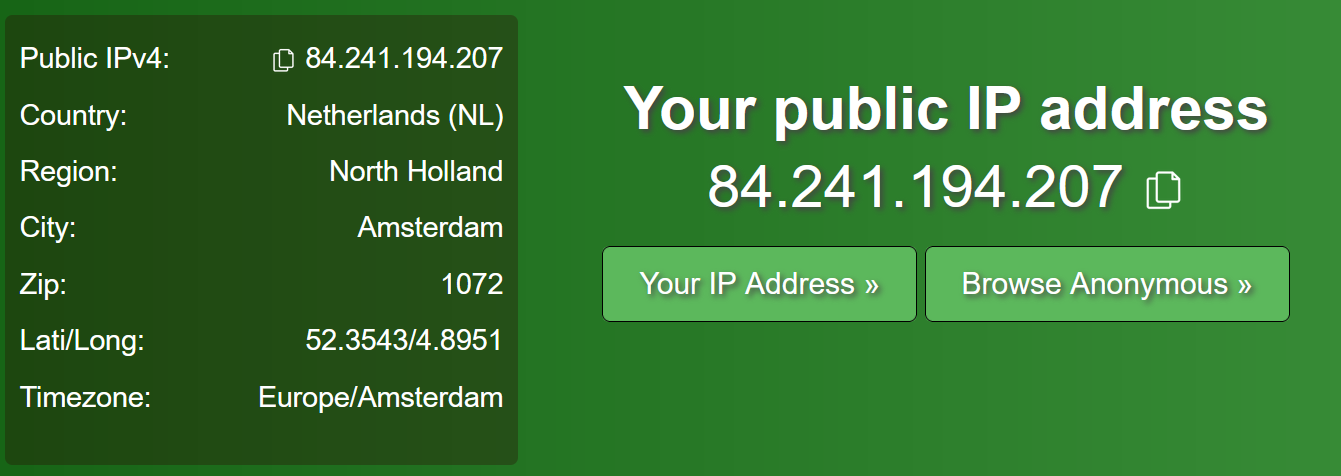 Public IPv4: 84.241.194.207
Country: Netherlands (NL)
Region: North Holland
City: Amsterdam
Zip: 1072
Lati/Long: 52.3543/4.8951
Timezone: Europe/Amsterdam
Your public IP address
84.241.194.207
Your IP Address »
Browse Anonymous »